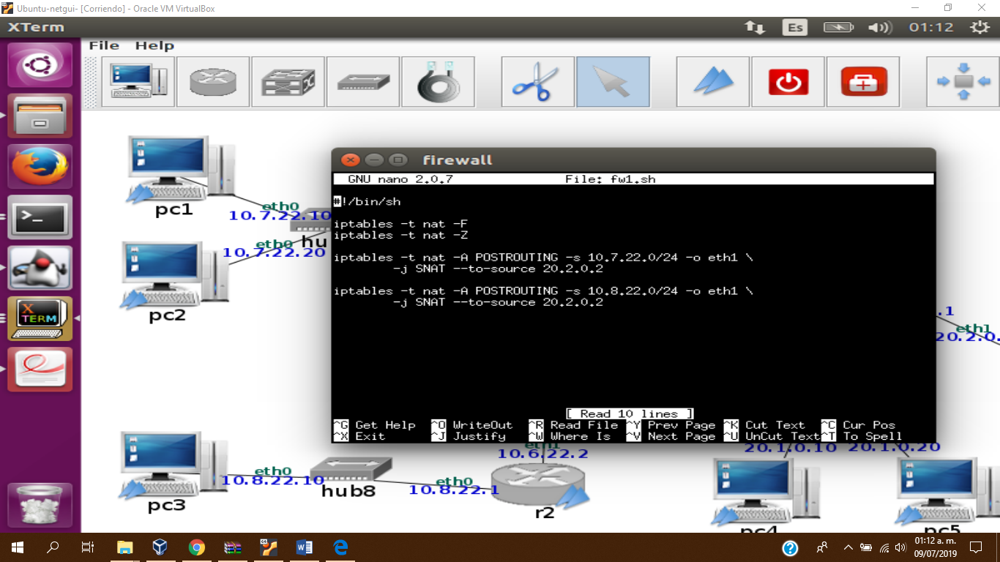 Ubuntu-netgui- [Corriendo] - Oracle VM VirtualBox
XTerm
Es
01:12
File Help
pc1
eth0
10.7.22.10
hu
eth0
10.7.22.20
pc2
firewall
GNU nano 2.0.7 File: fw1.sh
#!/bin/sh
iptables -t nat -F
iptables -t nat -Z
iptables -t nat -A POSTROUTING -s 10.7.22.0/24 -o eth1 \
-j SNAT --to-source 20.2.0.2
iptables -t nat -A POSTROUTING -s 10.8.22.0/24 -o eth1 \
-j SNAT --to-source 20.2.0.2
[ Read 10 lines ]
^G Get Help ^O WriteOut ^R Read File ^Y Prev Page ^K Cut Text ^C Cur Pos
^X Exit ^J Justify ^W Where Is ^V Next Page ^U UnCut Text ^T To Spell
.1
eth1
20.2.0.
X TERM
eth1
10.6.22.2
20.1.0.10
20.1.0.20
eth0
10.8.22.10
hub8
eth0
10.8.22.1
pc3
r2
pc4
pc5
01:12 a. m.
09/07/2019